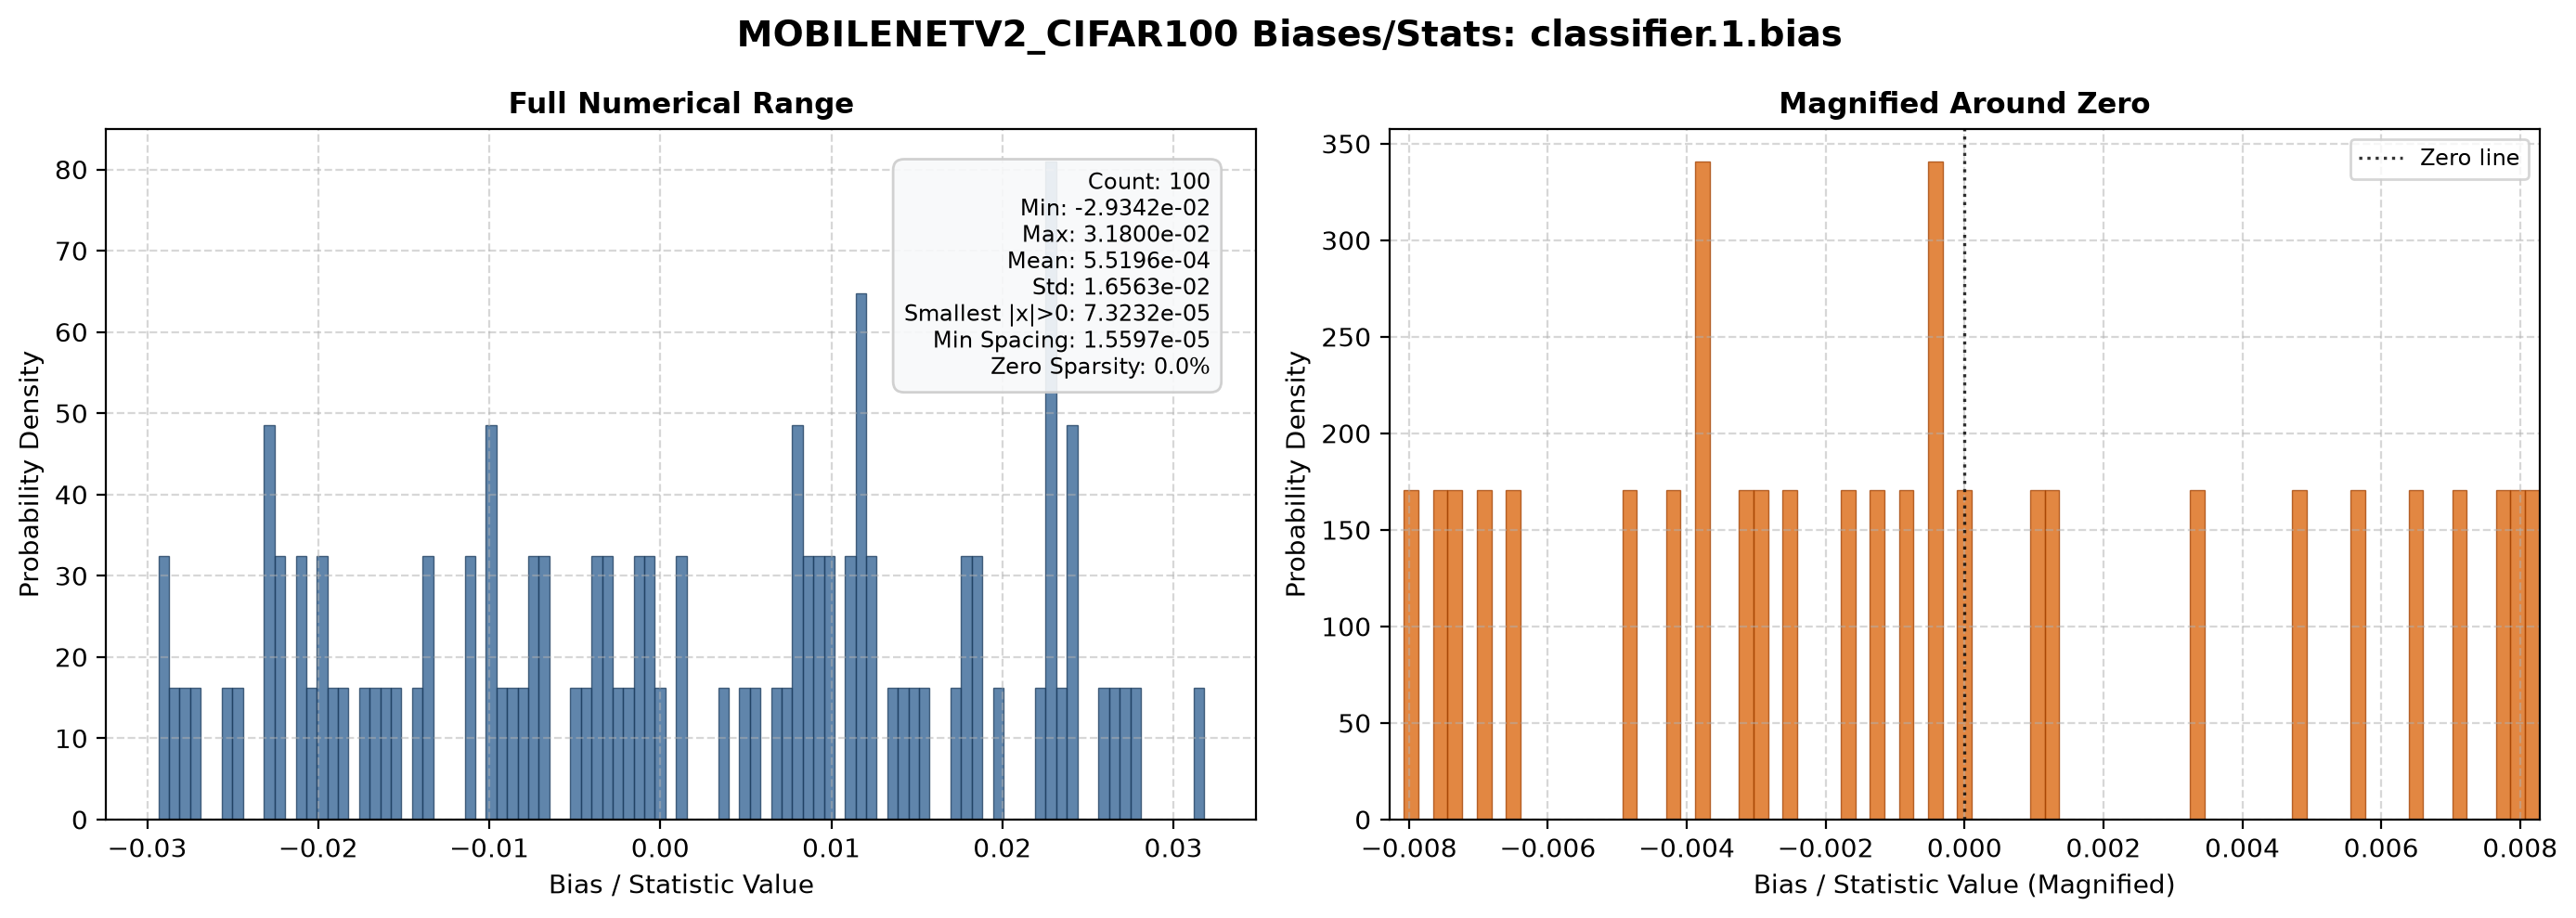 MOBILENETV2_CIFAR100 Biases/Stats: classifier.1.bias
Full Numerical Range
Probability Density
80
70
60
50
40
30
20
10
0
Count: 100
Min: -2.9342e-02
Max: 3.1800e-02
Mean: 5.5196e-04
Std: 1.6563e-02
Smallest |x|>0: 7.3232e-05
Min Spacing: 1.5597e-05
Zero Sparsity: 0.0%
−0.03 −0.02 −0.01 0.00 0.01 0.02 0.03
Bias / Statistic Value
Magnified Around Zero
Probability Density
350
300
250
200
150
100
50
0
Zero line
−0.008 −0.006 −0.004 −0.002 0.000 0.002 0.004 0.006 0.008
Bias / Statistic Value (Magnified)